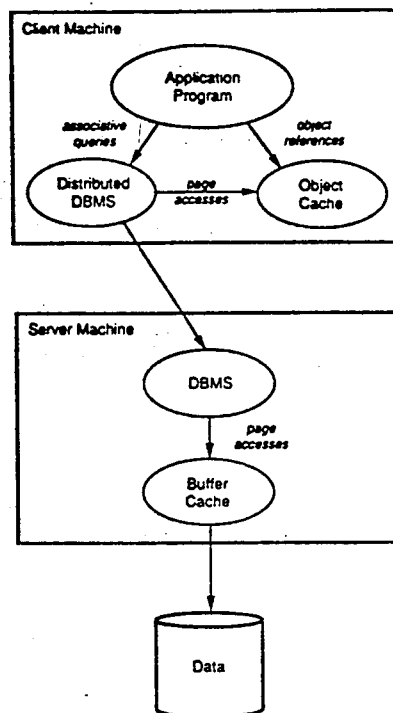 Client Machine
Application
Program
associative
queries
object
references
Distributed
DBMS
page
accesses
Object
Cache
Server Machine
DBMS
page
accesses
Buffer
Cache
Data